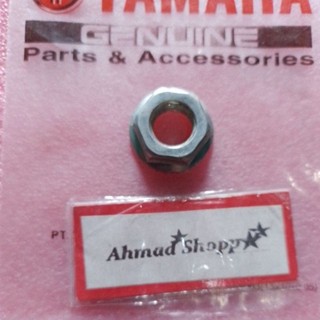 YAMAHA
GENUINE
Parts & Accessories
PT
Ahmad Shopp